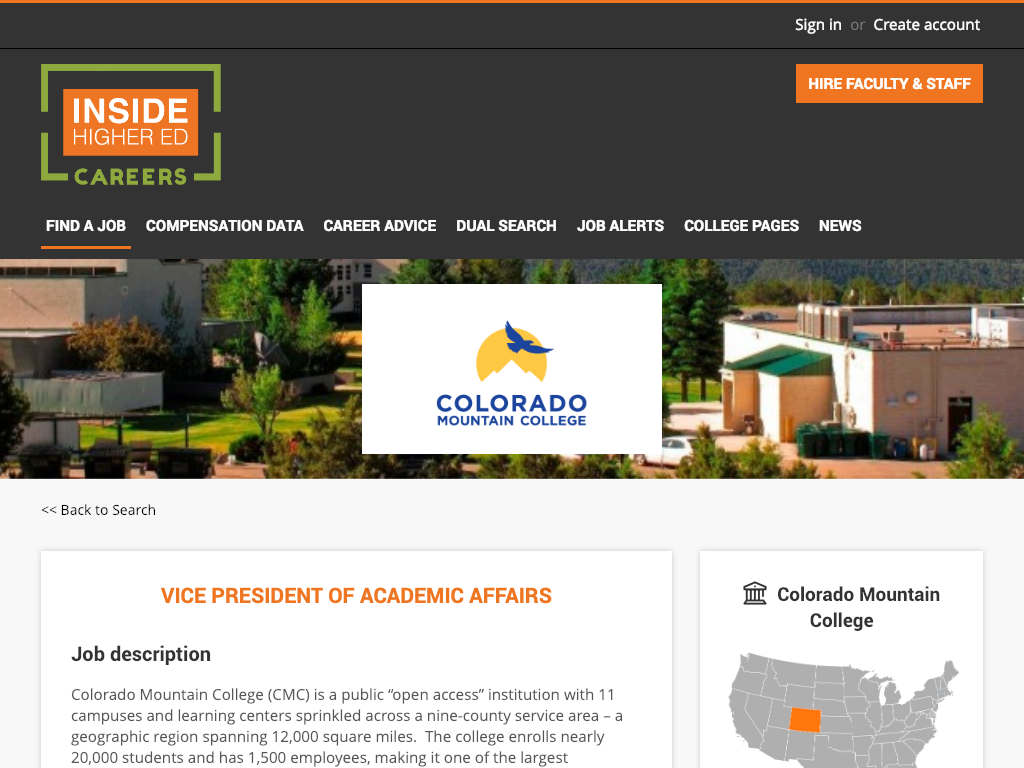 Sign in or Create account
HIRE FACULTY & STAFF
INSIDE
HIGHER ED
CAREERS
FIND A JOB COMPENSATION DATA CAREER ADVICE DUAL SEARCH JOB ALERTS COLLEGE PAGES NEWS
COLORADO
MOUNTAIN COLLEGE
<< Back to Search
VICE PRESIDENT OF ACADEMIC AFFAIRS
Job description
Colorado Mountain College (CMC) is a public “open access” institution with 11
campuses and learning centers sprinkled across a nine-county service area – a
geographic region spanning 12,000 square miles.  The college enrolls nearly
20,000 students and has 1,500 employees, making it one of the largest
Colorado Mountain
College